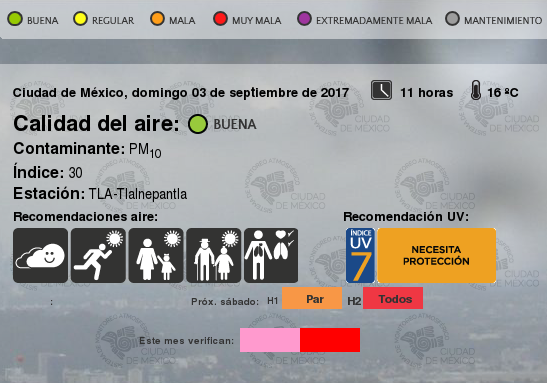 BUENA REGULAR MALA MUY MALA EXTREMADAMENTE MALA MANTENIMIENTO
Ciudad de México, domingo 03 de septiembre de 2017 11 horas 16 ºC
Calidad del aire: BUENA
Contaminante: PM10
Índice: 30
Estación: TLA-Tlalnepantla
Recomendaciones aire: Recomendación UV:
ÍNDICE UV 7 NECESITA PROTECCIÓN
: Próx. sábado: H1 Par H2 Todos
Este mes verifican:
CIUDAD DE MÉXICO